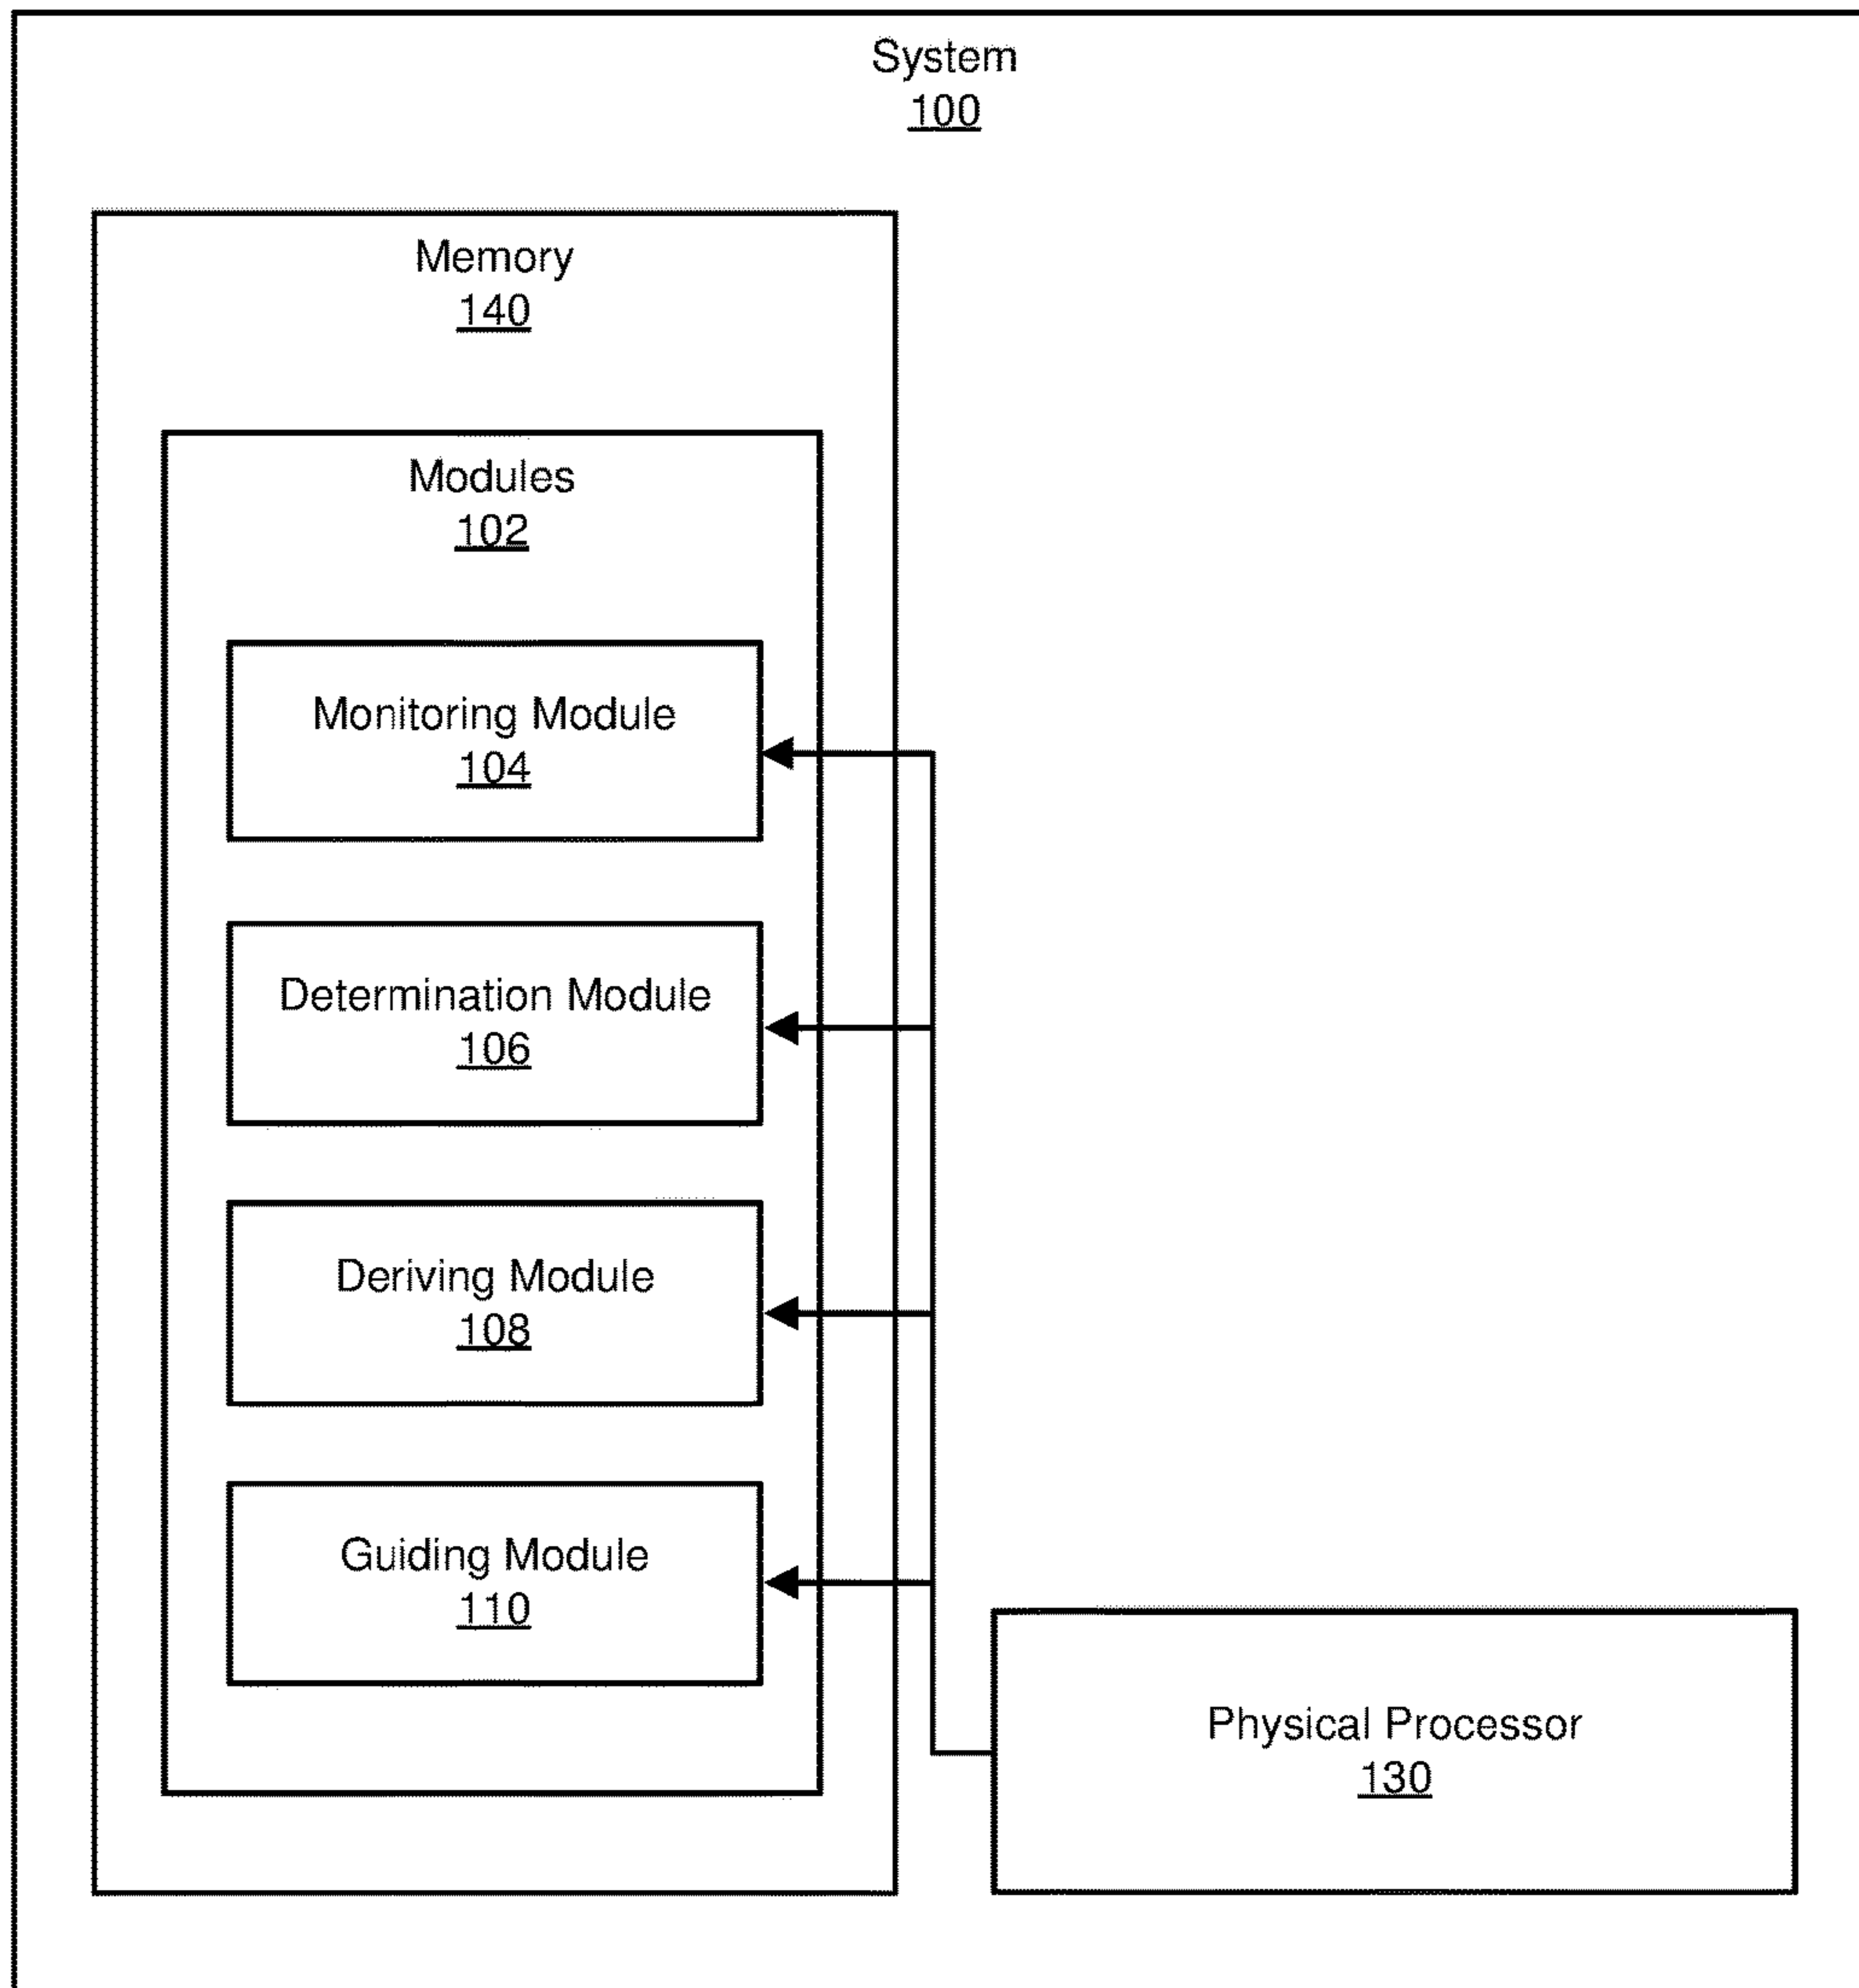 System
100
Memory
140
Modules
102
Monitoring Module
104
Determination Module
106
Deriving Module
108
Guiding Module
110
Physical Processor
130